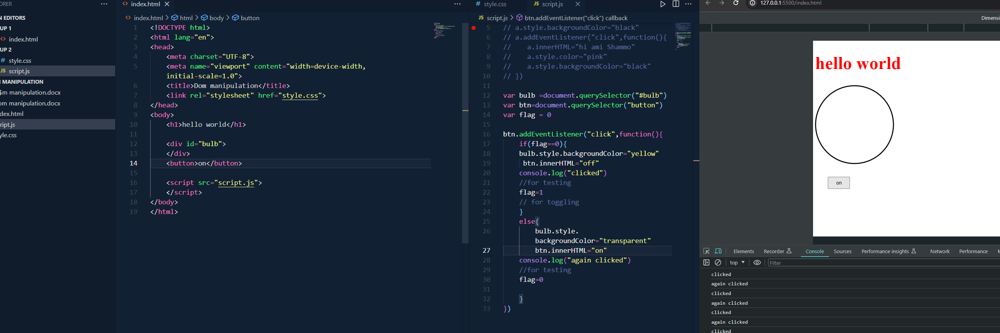 ORER
N EDITORS
UP 1
index.html
UP 2
# style.css
JS script.js
MANIPULATION
$m manipulation.docx
om manipulation.docx
dex.html
ript.js
yle.css
index.html
index.html > html > body > button
1 <!DOCTYPE html>
2 <html lang="en">
3 <head>
4 <meta charset="UTF-8">
5 <meta name="viewport" content="width=device-width,
initial-scale=1.0">
6 <title>Dom manipulation</title>
7 <link rel="stylesheet" href="style.css">
8 </head>
9 <body>
10 <h1>hello world</h1>
11
12 <div id="bulb">
13 </div>
14 <button>on</button>
15
16 <script src="script.js">
17 </script>
18 </body>
19 </html>
# style.css
JS script.js
JS script.js > btn.addEventListener("click") callback
5 // a.style.backgroundColor="black"
6 // a.addEventListener("click",function(){
7 // a.innerHTML="hi ami Shammo"
8 // a.style.color="pink"
9 // a.style.backgroundColor="black"
10 // })
11
12 var bulb =document.querySelector("#bulb")
13 var btn=document.querySelector("button")
14 var flag = 0
15
16 btn.addEventListener("click",function(){
17 if(flag==0){
18 bulb.style.backgroundColor="yellow"
19 btn.innerHTML="off"
20 console.log("clicked")
21 //for testing
22 flag=1
23 // for toggling
24 }
25 else{
26 bulb.style.
backgroundColor="transparent"
27 btn.innerHTML="on"
28 console.log("again clicked")
29 //for testing
30 flag=0
31
32 }
33 })
127.0.0.1:5500/index.html
Dimensi
hello world
on
Elements Recorder Console Sources Performance insights Network Performance
top Filter
clicked
again clicked
clicked
again clicked
clicked
again clicked
clicked